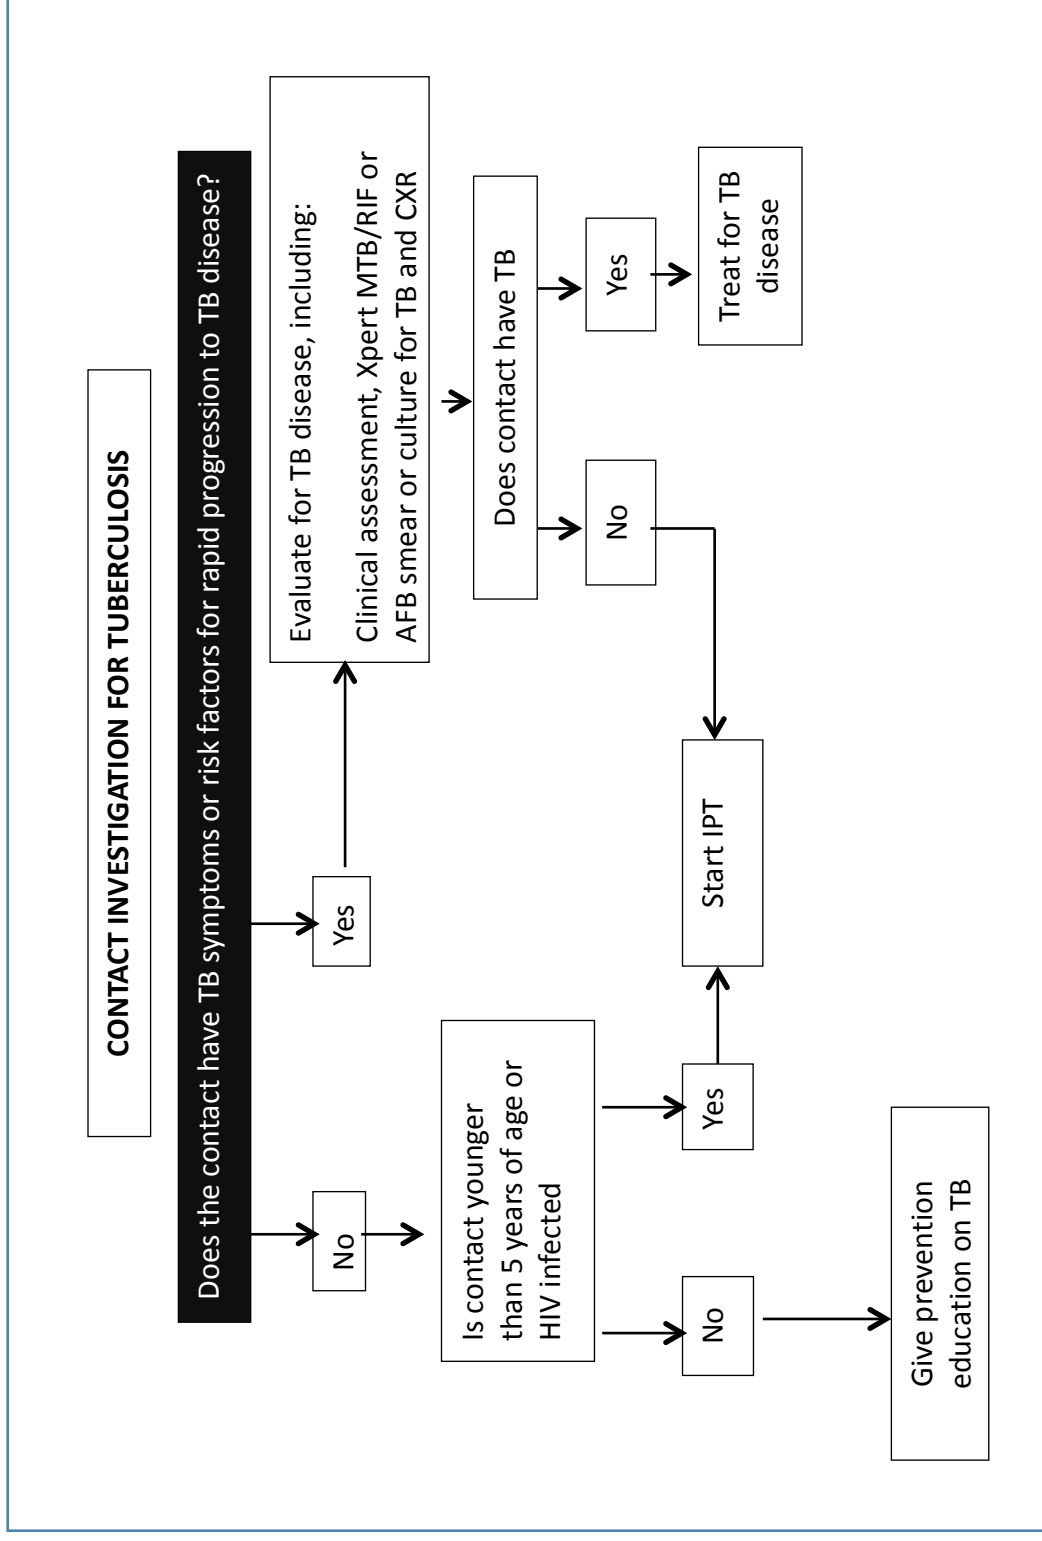 CONTACT INVESTIGATION FOR TUBERCULOSIS
Does the contact have TB symptoms or risk factors for rapid progression to TB disease?
No
Yes
Evaluate for TB disease, including:
Clinical assessment, Xpert MTB/RIF or
AFB smear or culture for TB and CXR
Is contact younger
than 5 years of age or
HIV infected
Does contact have TB
No
Yes
No
Yes
Start IPT
Treat for TB
disease
Give prevention
education on TB